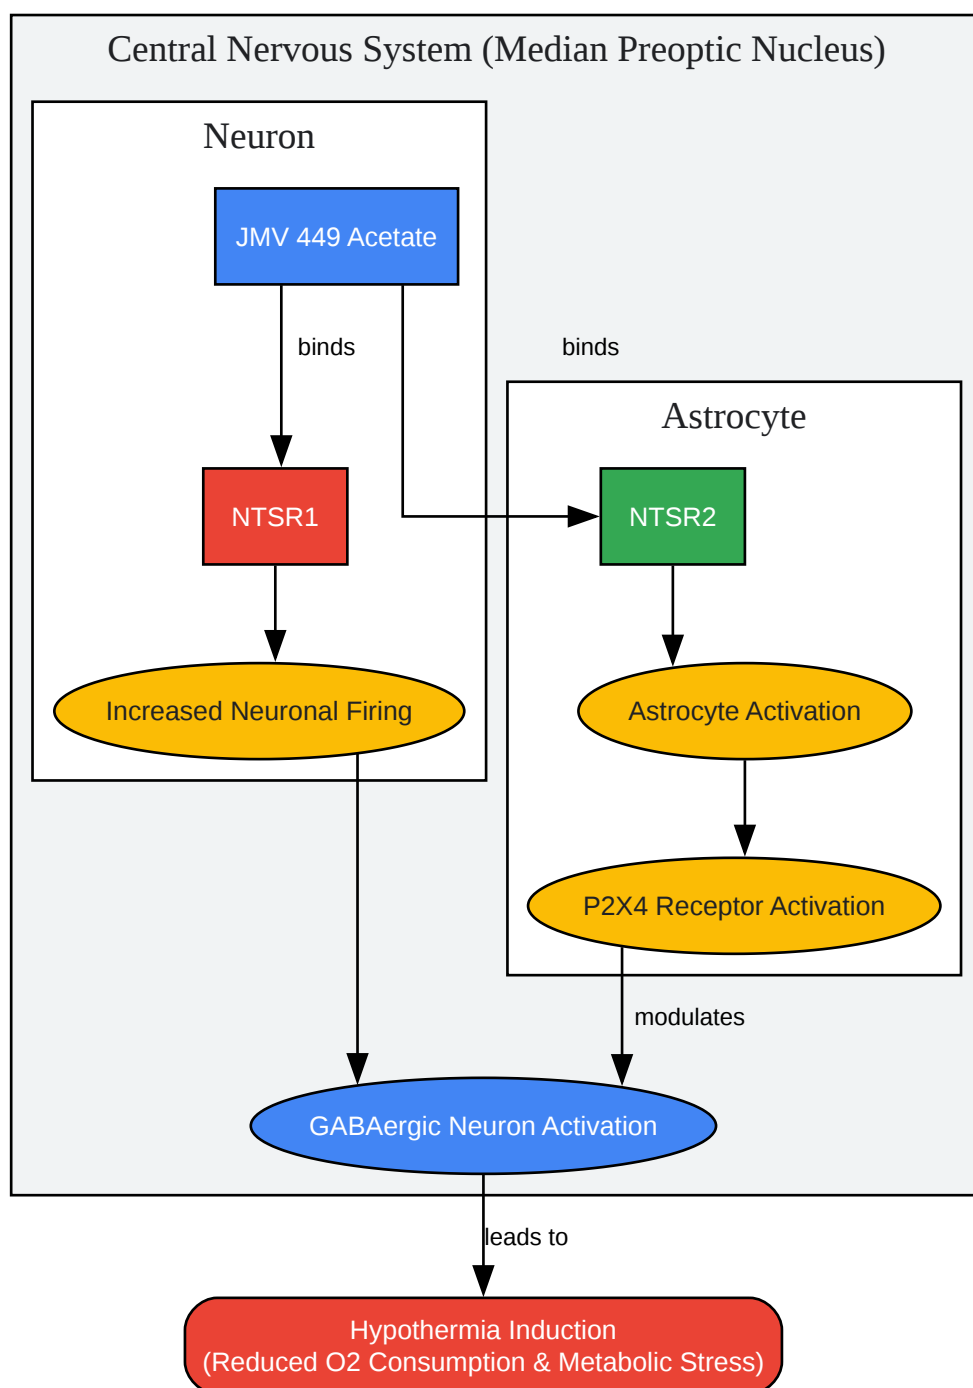 Central Nervous System (Median Preoptic Nucleus)
Neuron
JMV 449 Acetate
binds
binds
Astrocyte
NTSR1
NTSR2
Increased Neuronal Firing
Astrocyte Activation
P2X4 Receptor Activation
modulates
GABAergic Neuron Activation
leads to
Hypothermia Induction
(Reduced O2 Consumption & Metabolic Stress)